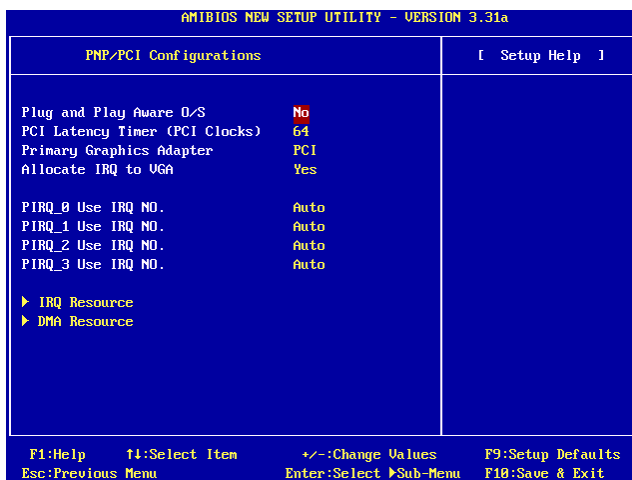 AMIBIOS NEW SETUP UTILITY - VERSION 3.31a
PNP/PCI Configurations
[ Setup Help ]
Plug and Play Aware O/S No
PCI Latency Timer (PCI Clocks) 64
Primary Graphics Adapter PCI
Allocate IRQ to VGA Yes
PIRQ_0 Use IRQ NO. Auto
PIRQ_1 Use IRQ NO. Auto
PIRQ_2 Use IRQ NO. Auto
PIRQ_3 Use IRQ NO. Auto
▶ IRQ Resource
▶ DMA Resource
F1:Help ↑↓:Select Item +/-:Change Values F9:Setup Defaults
Esc:Previous Menu Enter:Select ▶Sub-Menu F10:Save & Exit